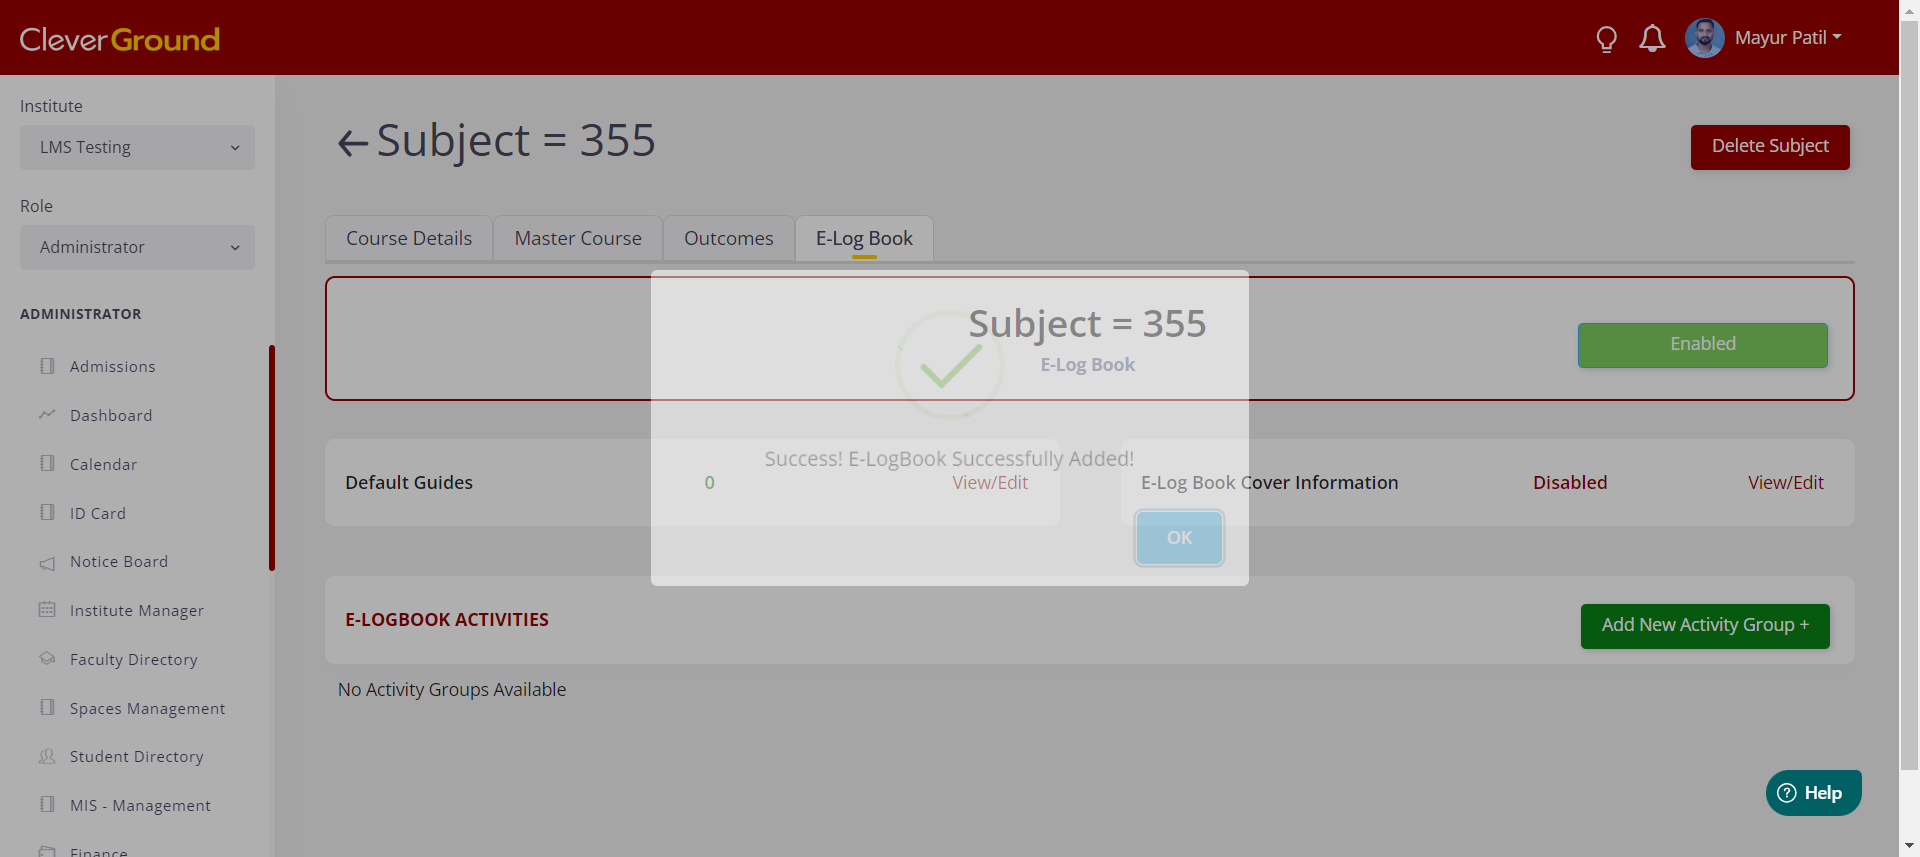 CleverGround
Mayur Patil
Institute
LMS Testing
Role
Administrator
ADMINISTRATOR
Admissions
Dashboard
Calendar
ID Card
Notice Board
Institute Manager
Faculty Directory
Spaces Management
Student Directory
MIS - Management
Finance
Subject = 355
Delete Subject
Course Details
Master Course
Outcomes
E-Log Book
Subject = 355
E-Log Book
Enabled
Success! E-LogBook Successfully Added!
OK
Default Guides
0
View/Edit
E-Log Book Cover Information
Disabled
View/Edit
E-LOGBOOK ACTIVITIES
Add New Activity Group +
No Activity Groups Available
Help